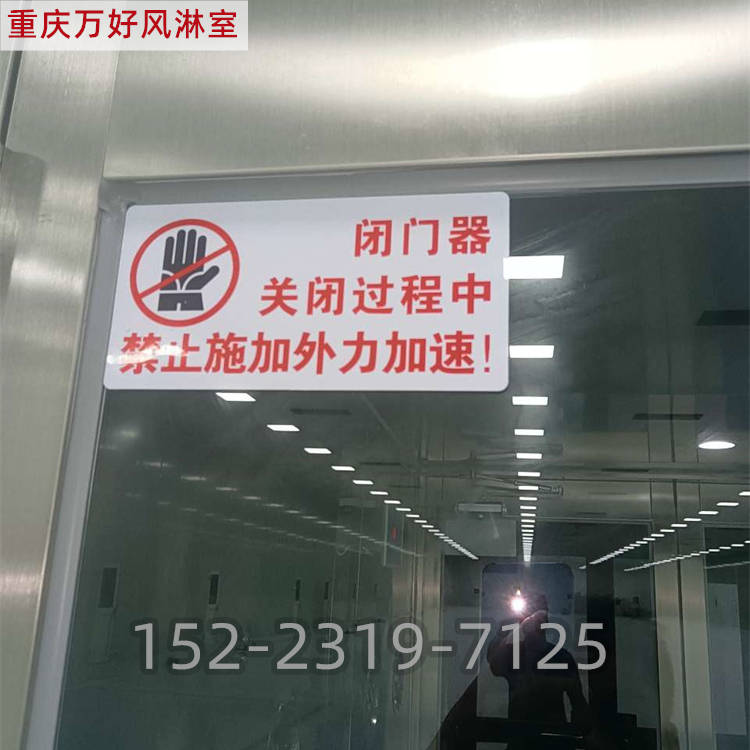 重庆万好风淋室
闭门器
关闭过程中
禁止施加外力加速!
152-2319-7125